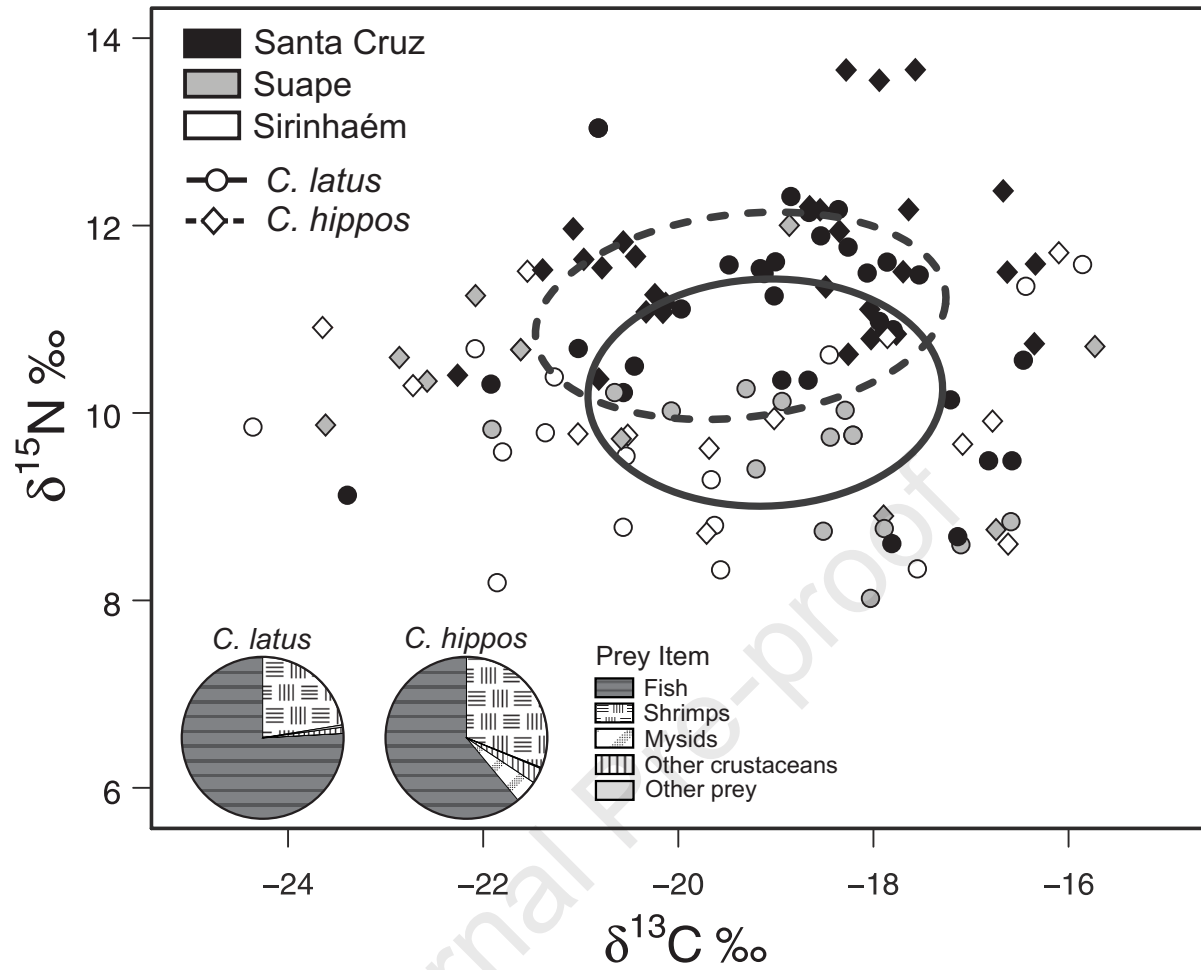 14
12
10
8
6
δ15N ‰
Santa Cruz
Suape
Sirinhaém
C. latus
C. hippos
C. latus
C. hippos
Prey Item
Fish
Shrimps
Mysids
Other crustaceans
Other prey
−24
−22
−20
−18
−16
δ13C ‰
rnal Pre-proof